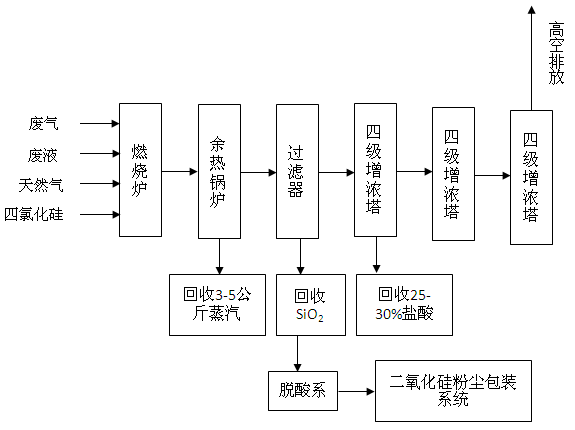 高空排放
废气
废液
天然气
四氯化硅
燃烧炉
余热锅炉
过滤器
四级增浓塔
四级增浓塔
四级增浓塔
回收3-5公
斤蒸汽
回收
SiO₂
回收25-
30%盐酸
脱酸系
二氧化硅粉尘包装
系统